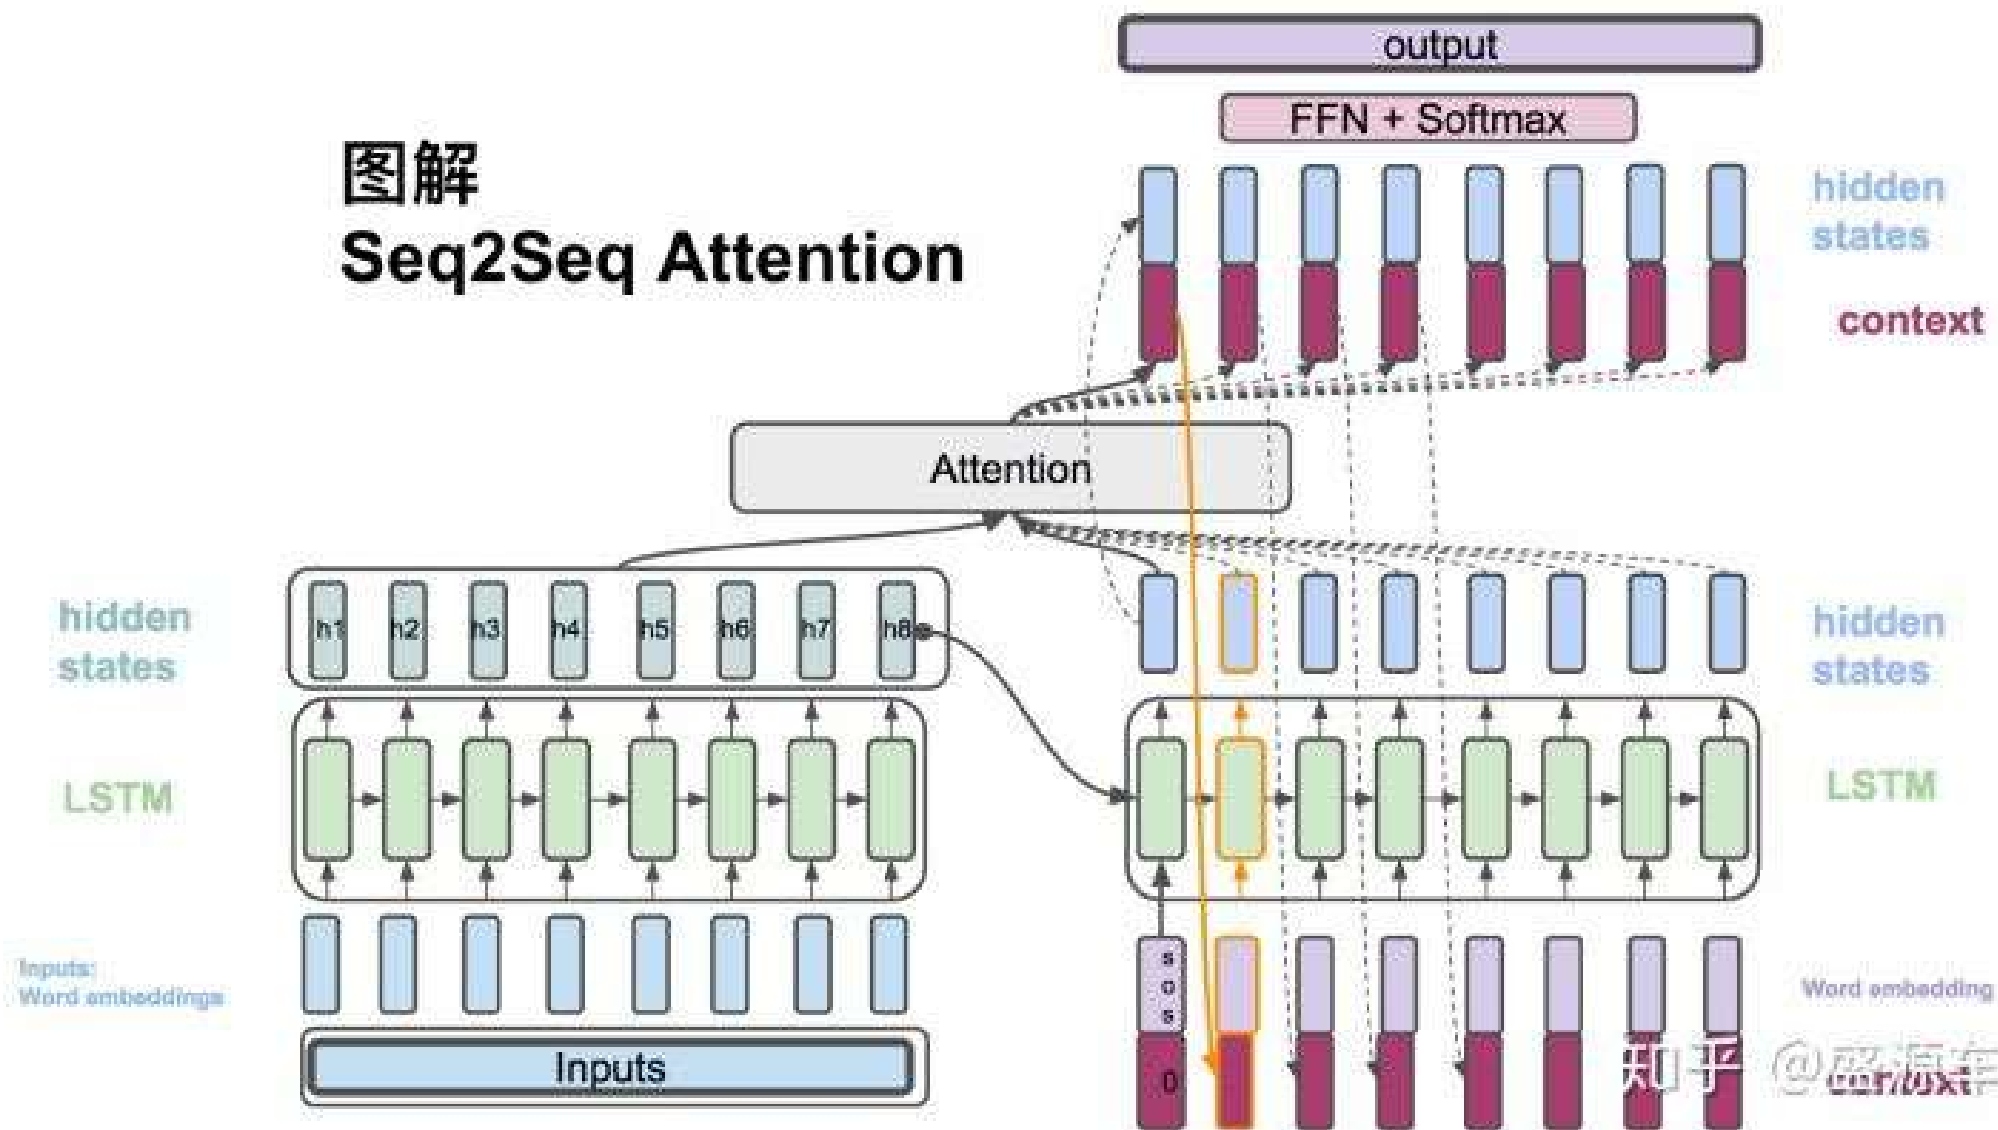 output
FFN + Softmax
图解
Seq2Seq Attention
hidden
states
context
Attention
hidden
states
h1 h2 h3 h4 h5 h6 h7 h8
hidden
states
LSTM
LSTM
Inputs:
Word embeddings
Inputs
s
o
s
0
Word embedding
context
知乎